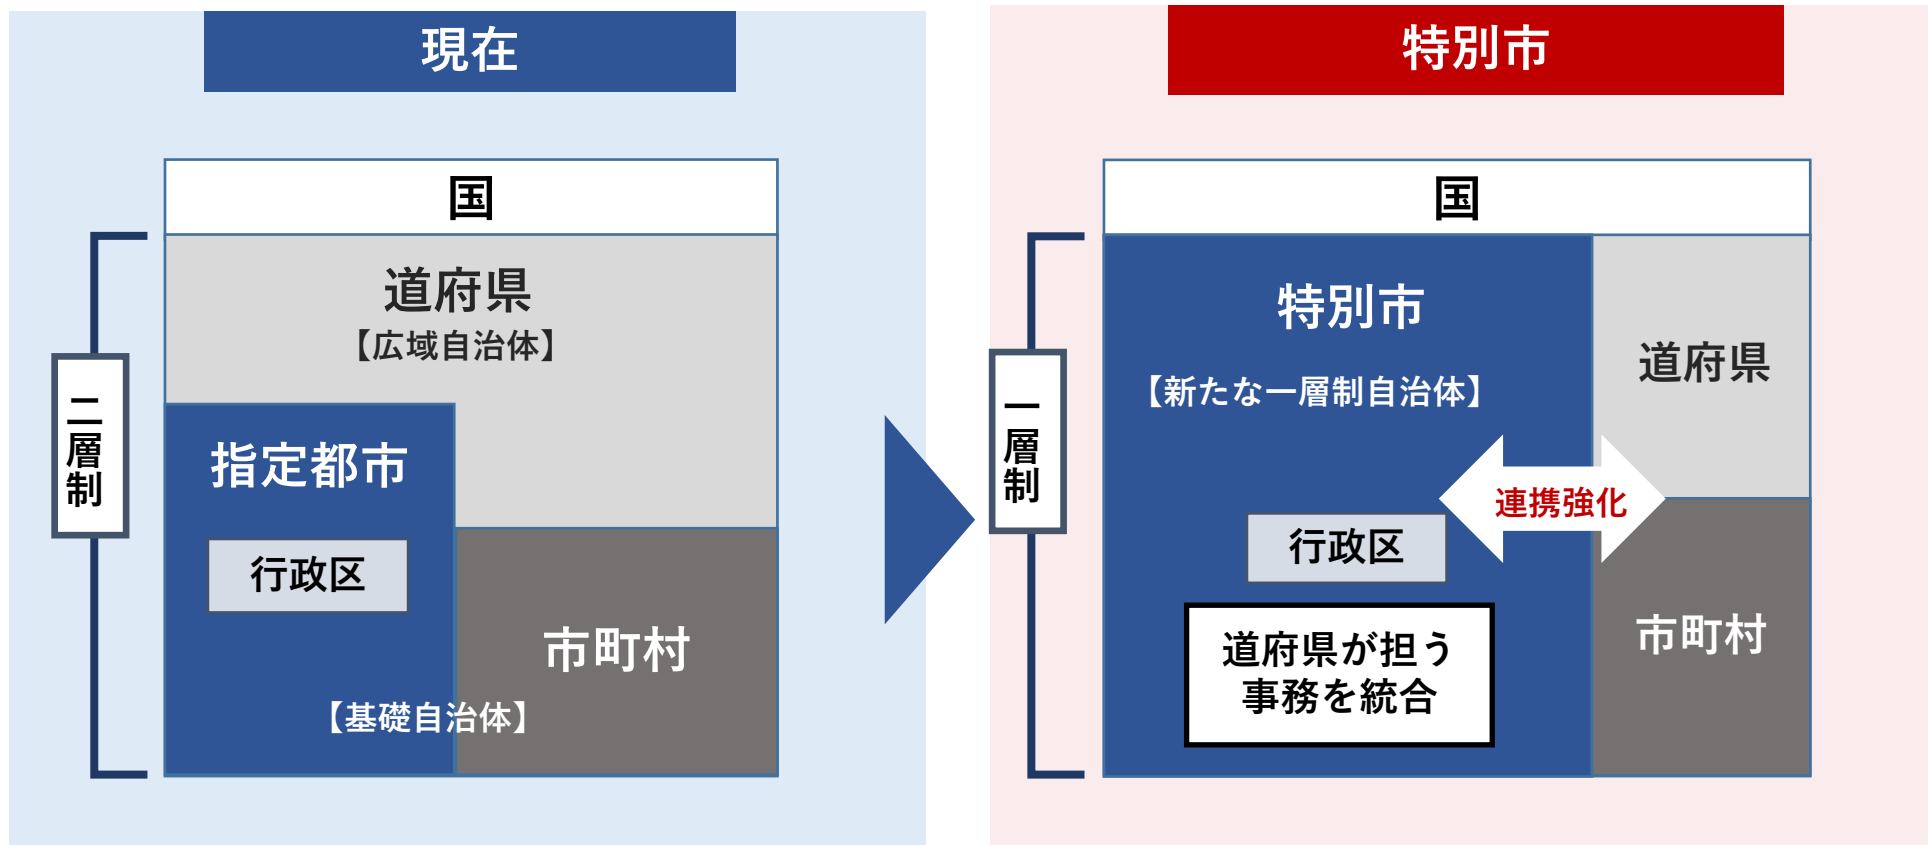 現在
国
道府県
【広域自治体】
二層制
指定都市
行政区
市町村
【基礎自治体】
特別市
国
特別市
【新たな一層制自治体】
道府県
一層制
連携強化
行政区
道府県が担う
事務を統合
市町村